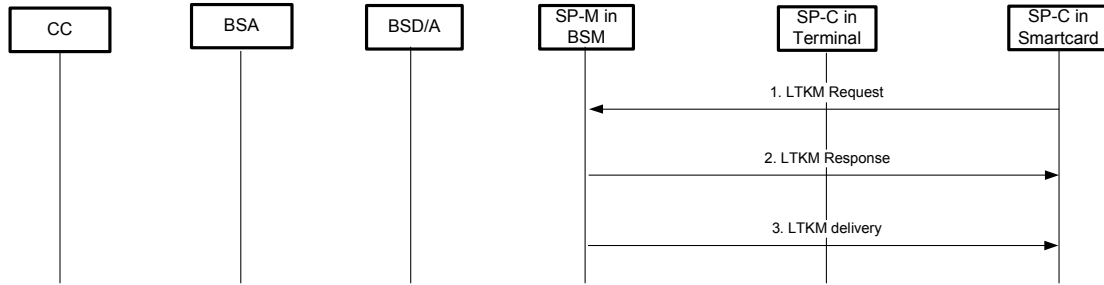 CC
BSA
BSD/A
SP-M in
BSM
SP-C in
Terminal
SP-C in
Smartcard
1. LTKM Request
2. LTKM Response
3. LTKM delivery